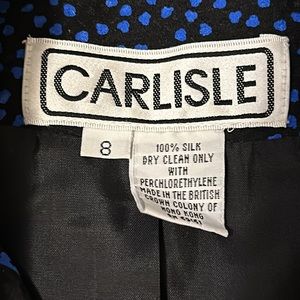 CARLISLE
8
100% SILK
DRY CLEAN ONLY
WITH
PERCHLORETHYLENE
MADE IN THE BRITISH
CROWN COLONY OF
HONG KONG